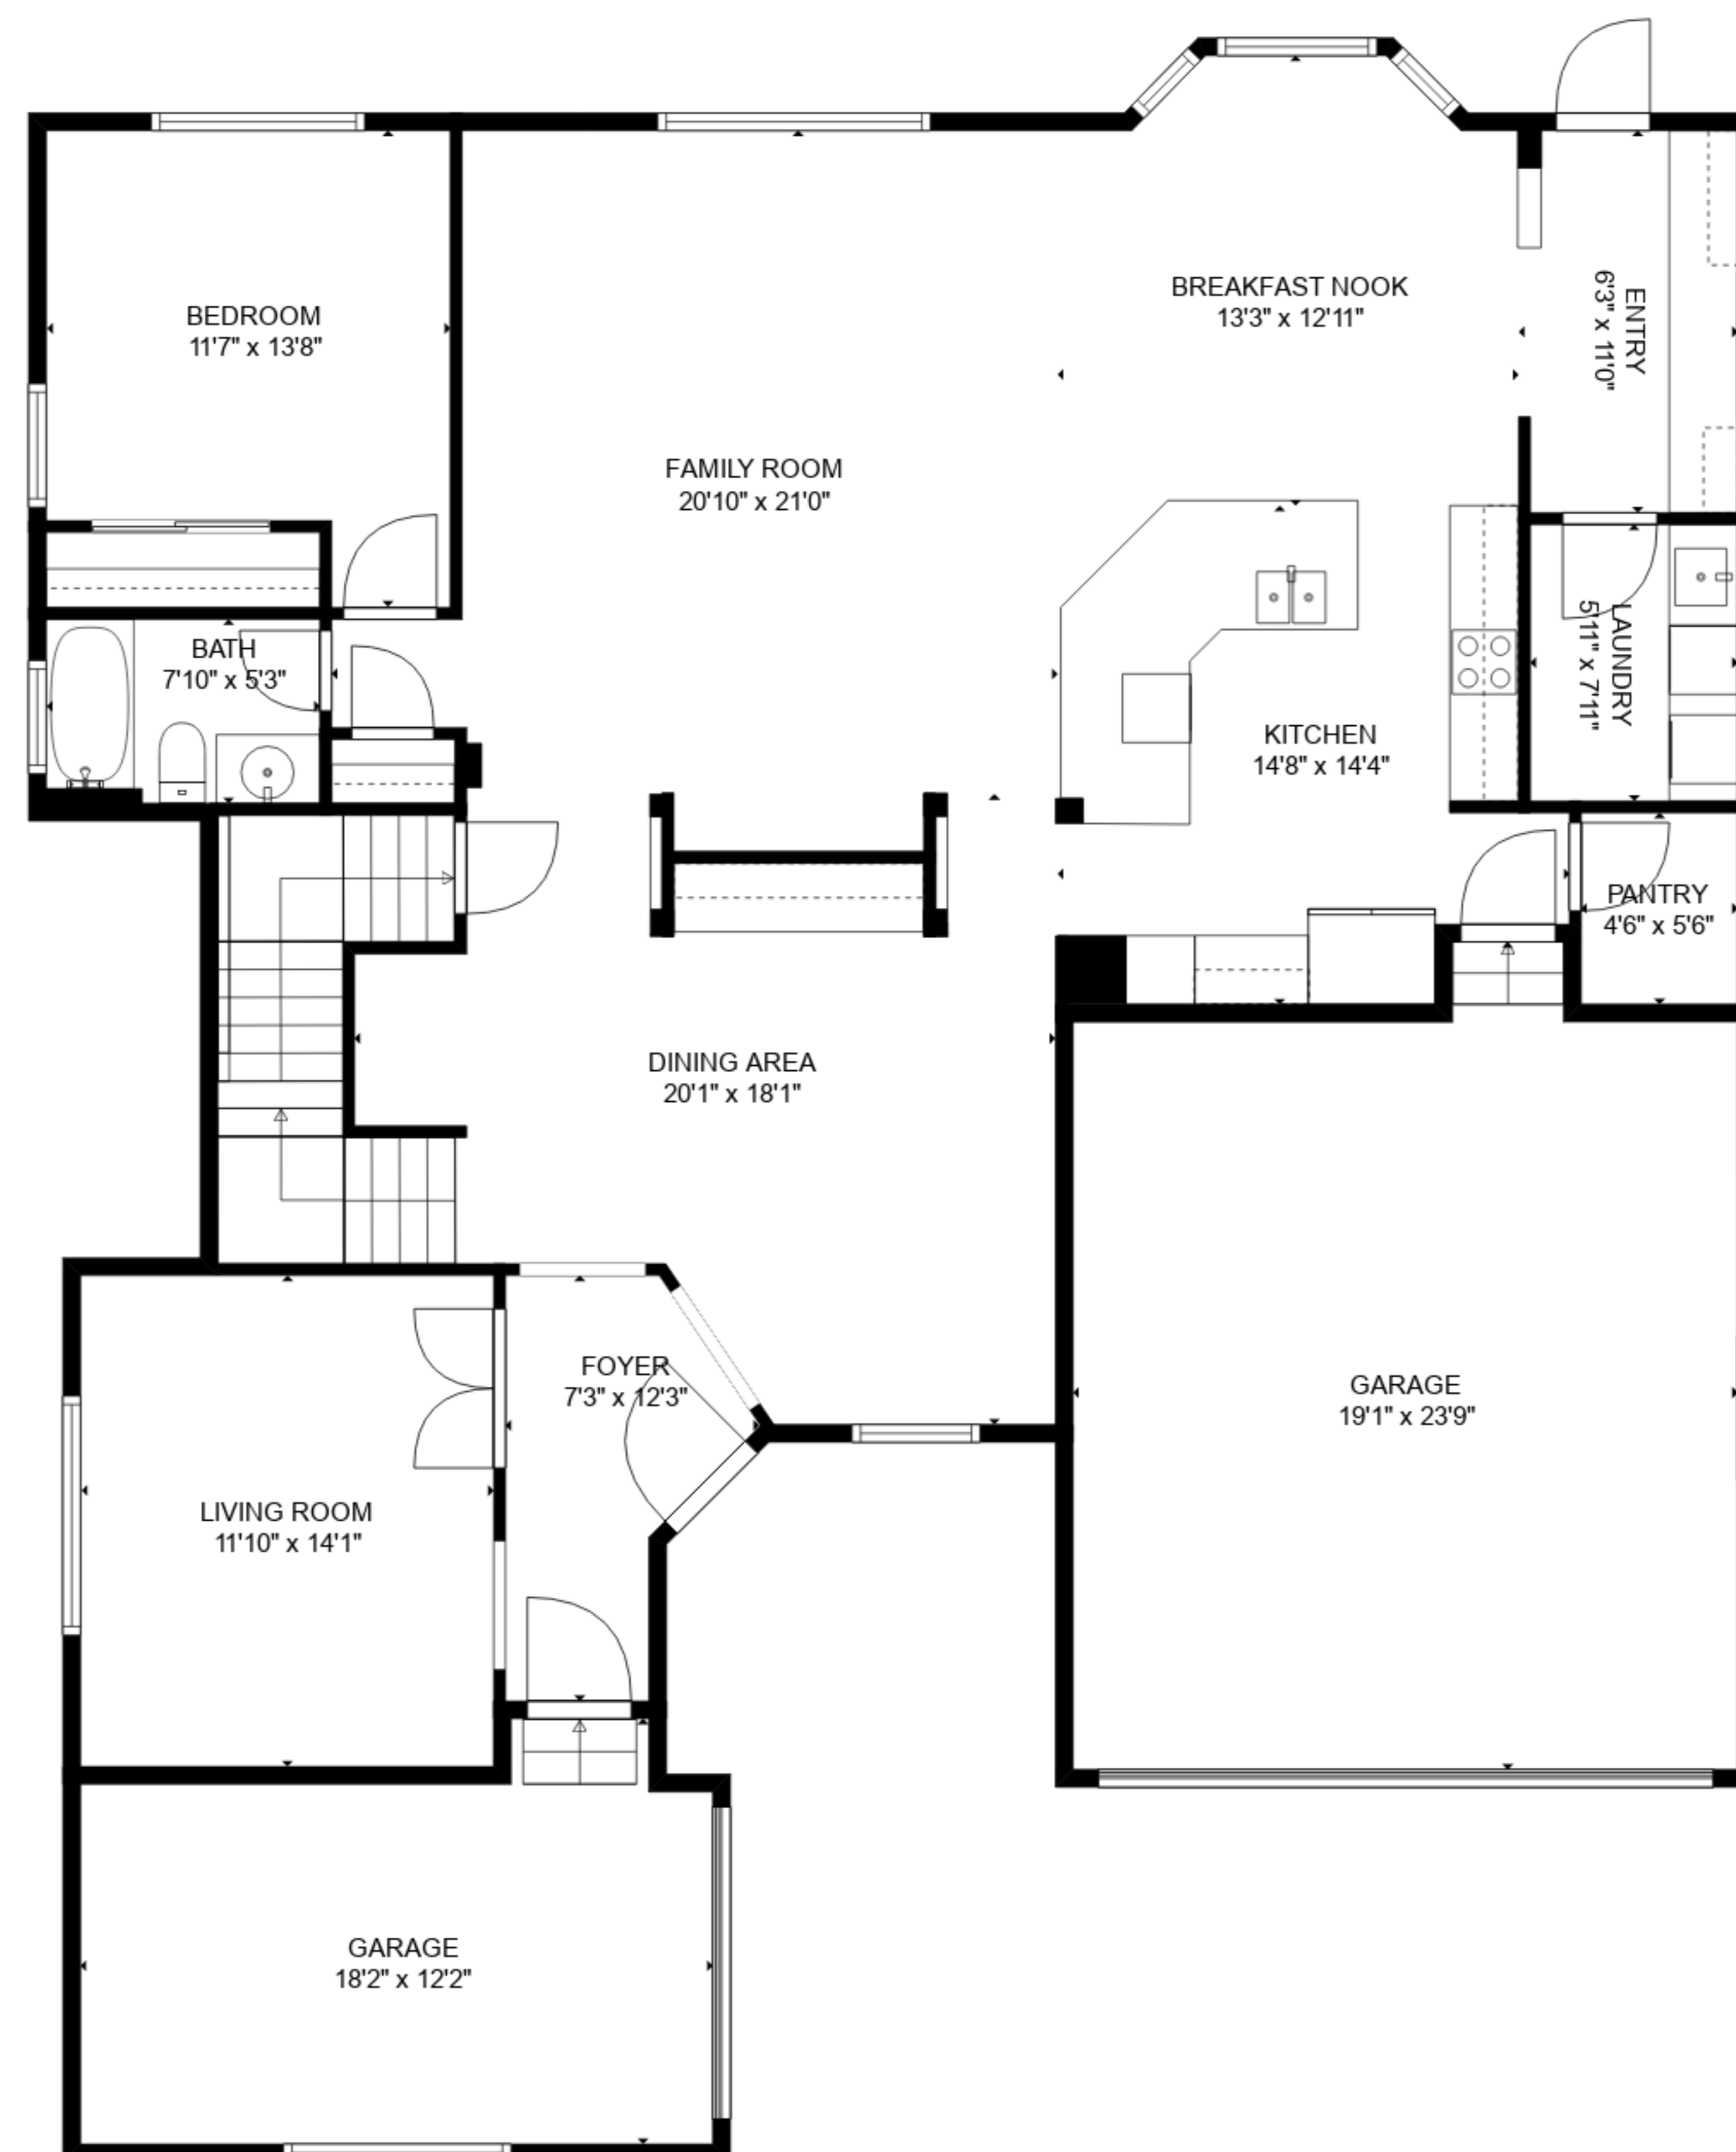 BREAKFAST NOOK
13'3" x 12'11"
ENTRY
6'3" x 11'0"
BEDROOM
11'7" x 13'8"
FAMILY ROOM
20'10" x 21'0"
BATH
7'10" x 5'3"
LAUNDRY
5'11" x 7'11"
KITCHEN
14'8" x 14'4"
PANTRY
4'6" x 5'6"
DINING AREA
20'1" x 18'1"
FOYER
7'3" x 12'3"
GARAGE
19'1" x 23'9"
LIVING ROOM
11'10" x 14'1"
GARAGE
18'2" x 12'2"